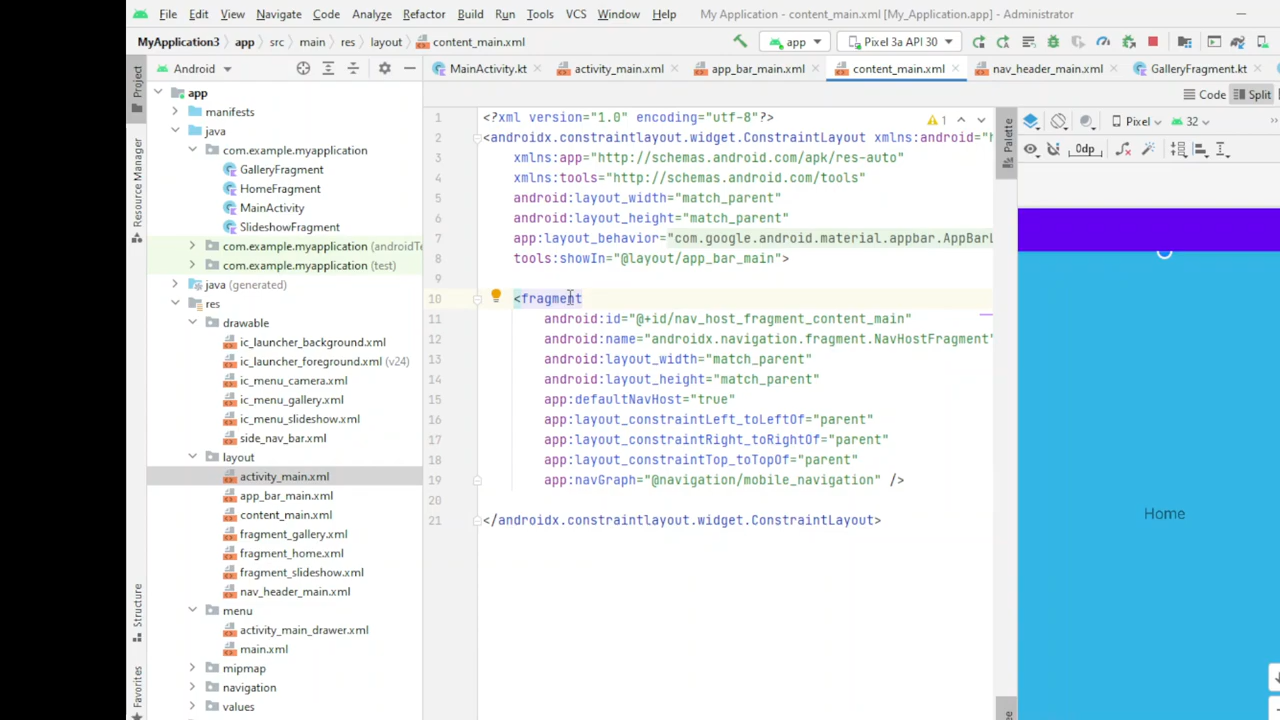 File Edit View Navigate Code Analyze Refactor Build Run Tools VCS Window Help My Application - content_main.xml [My_Application.app] - Administrator
MyApplication3 app src main res layout content_main.xml app Pixel 3a API 30
Android MainActivity.kt activity_main.xml app_bar_main.xml content_main.xml nav_header_main.xml GalleryFragment.kt
Code Split
Project
Resource Manager
Structure
Favorites
app
manifests
java
com.example.myapplication
GalleryFragment
HomeFragment
MainActivity
SlideshowFragment
com.example.myapplication (androidTe
com.example.myapplication (test)
java (generated)
res
drawable
ic_launcher_background.xml
ic_launcher_foreground.xml (v24)
ic_menu_camera.xml
ic_menu_gallery.xml
ic_menu_slideshow.xml
side_nav_bar.xml
layout
activity_main.xml
app_bar_main.xml
content_main.xml
fragment_gallery.xml
fragment_home.xml
fragment_slideshow.xml
nav_header_main.xml
menu
activity_main_drawer.xml
main.xml
mipmap
navigation
values
1 <?xml version="1.0" encoding="utf-8"?>
2 <androidx.constraintlayout.widget.ConstraintLayout xmlns:android="h
3 xmlns:app="http://schemas.android.com/apk/res-auto"
4 xmlns:tools="http://schemas.android.com/tools"
5 android:layout_width="match_parent"
6 android:layout_height="match_parent"
7 app:layout_behavior="com.google.android.material.appbar.AppBarL
8 tools:showIn="@layout/app_bar_main">
9
10 <fragment
11 android:id="@+id/nav_host_fragment_content_main"
12 android:name="androidx.navigation.fragment.NavHostFragment"
13 android:layout_width="match_parent"
14 android:layout_height="match_parent"
15 app:defaultNavHost="true"
16 app:layout_constraintLeft_toLeftOf="parent"
17 app:layout_constraintRight_toRightOf="parent"
18 app:layout_constraintTop_toTopOf="parent"
19 app:navGraph="@navigation/mobile_navigation" />
20
21 </androidx.constraintlayout.widget.ConstraintLayout>
1
Palette
Pixel 32
0dp
Home